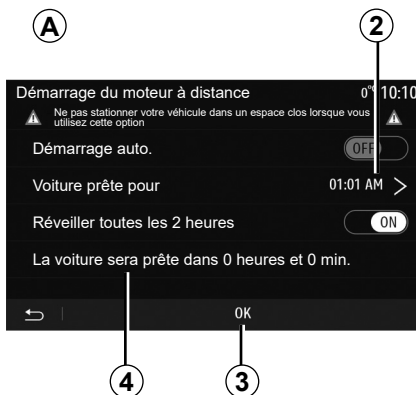 A
2
Démarrage du moteur à distance 0°C 10:10
Ne pas stationner votre véhicule dans un espace clos lorsque vous
utilisez cette option
Démarrage auto. OFF
Voiture prête pour 01:01 AM >
Réveiller toutes les 2 heures ON
La voiture sera prête dans 0 heures et 0 min.
OK
4
3